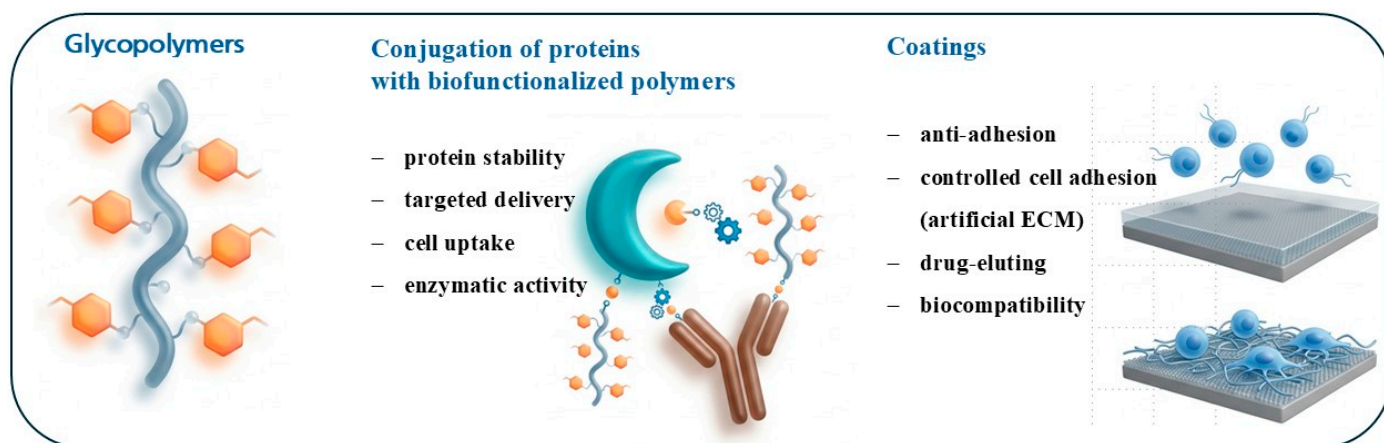 Glycopolymers
Conjugation of proteins
with biofunctionalized polymers
– protein stability
– targeted delivery
– cell uptake
– enzymatic activity
Coatings
– anti-adhesion
– controlled cell adhesion
(artificial ECM)
– drug-eluting
– biocompatibility